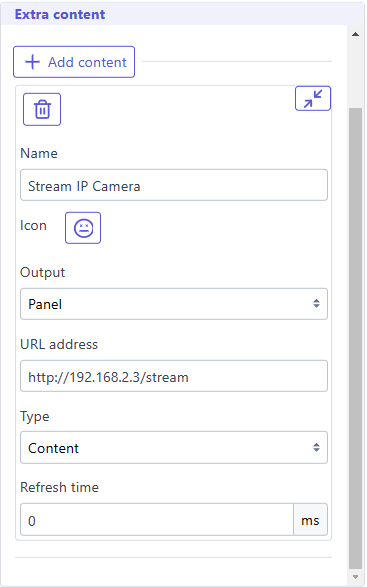 Extra content
Add content
Name
Stream IP Camera
Icon
Output
Panel
URL address
http://192.168.2.3/stream
Type
Content
Refresh time
0 ms